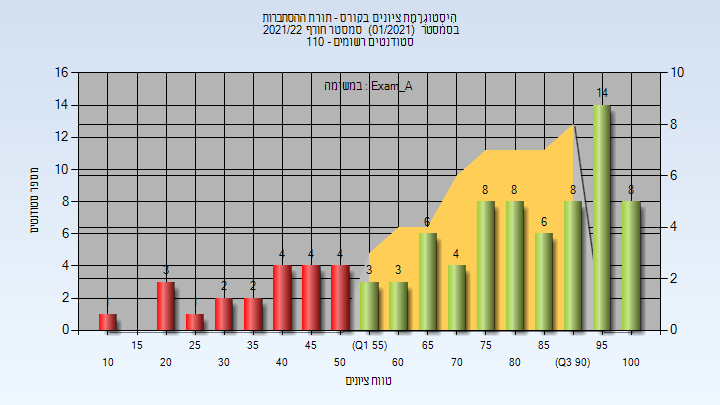 היסטוגרמת ציונים בקורס - תורת ההסתברות
בסמסטר (01/2021) סמסטר חורף 2021/22
סטודנטים רשומים - 110
במשימה : Exam_A
מספר סטודנטים
16 14 12 10 8 6 4 2 0
10 8 6 4 2 0
1 3 1 2 2 4 4 4 3 3 6 4 8 8 6 8 14 8
15 25 35 45 (Q1 55) 65 75 85 95
10 20 30 40 50 60 70 80 (Q3 90) 100
טווח ציונים